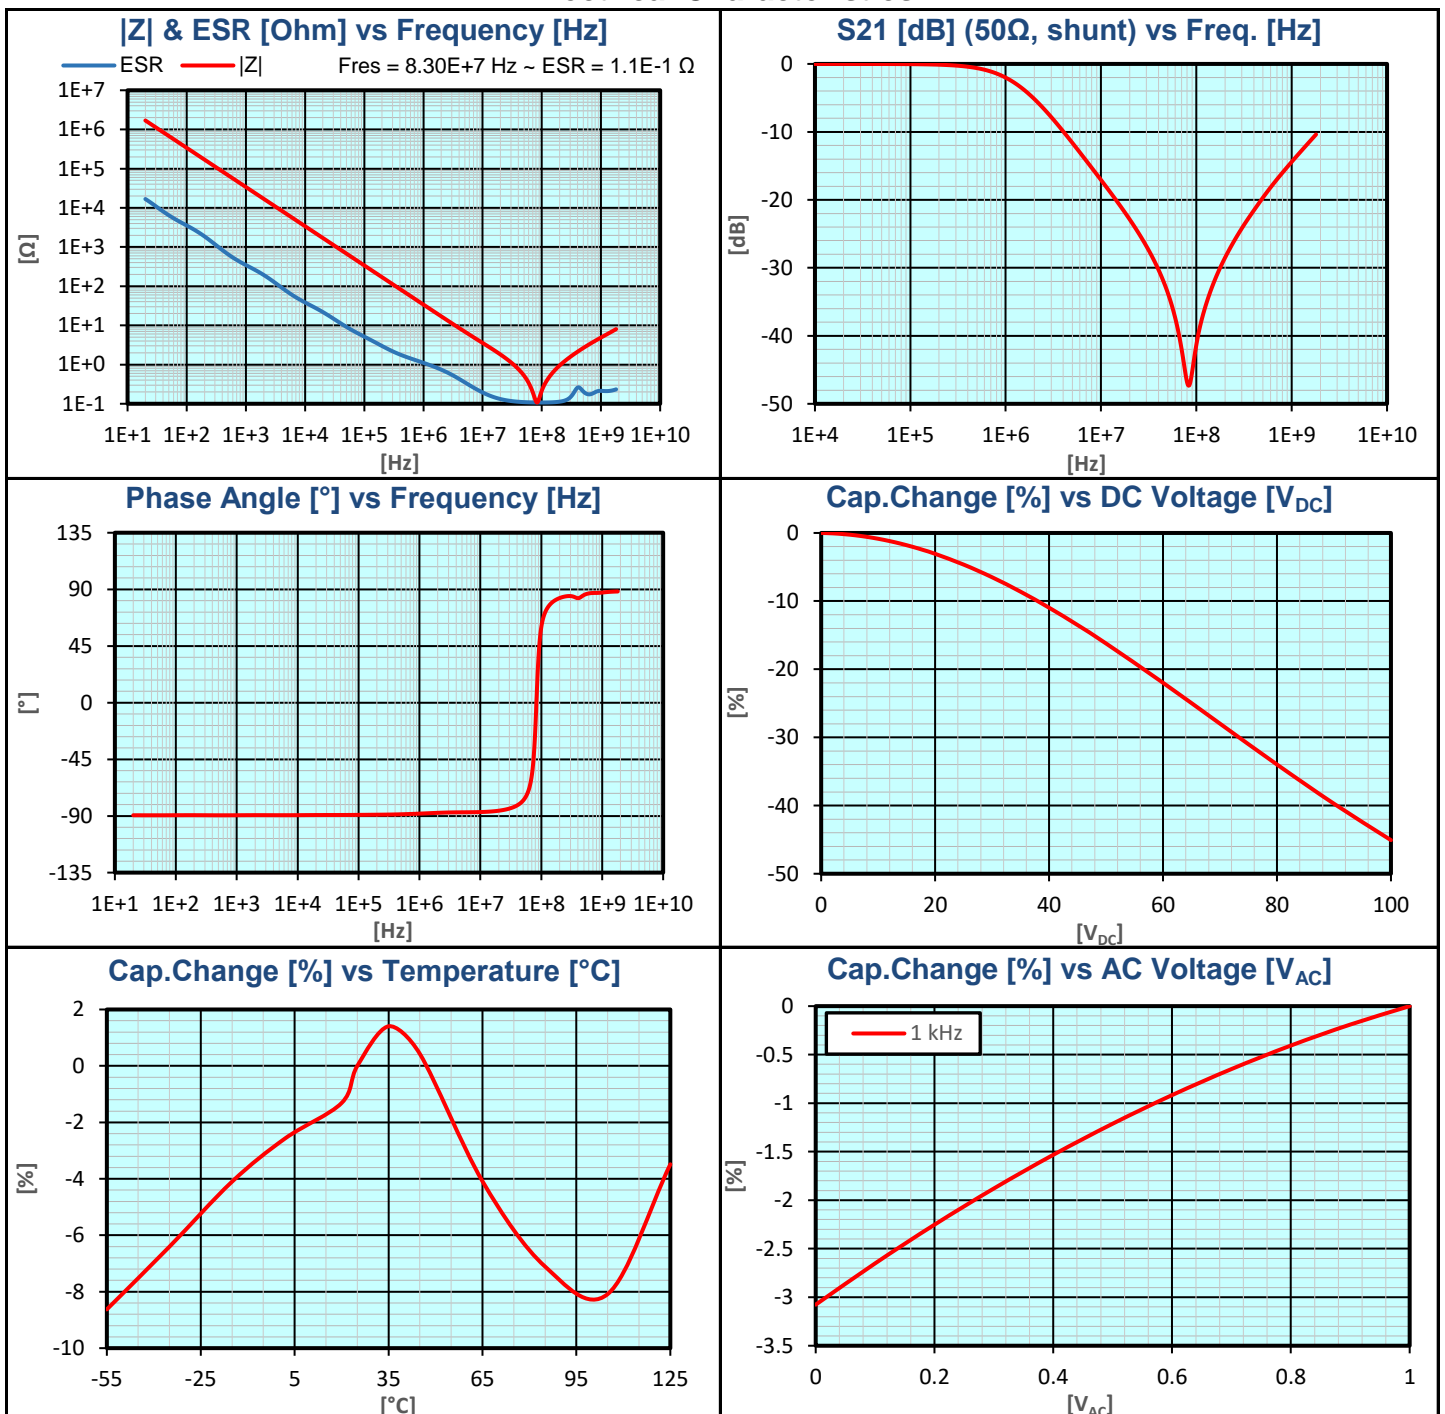 |Z| & ESR [Ohm] vs Frequency [Hz]
ESR |Z| Fres = 8.30E+7 Hz ~ ESR = 1.1E-1 Ω
1E+7
1E+6
1E+5
1E+4
1E+3
1E+2
1E+1
1E+0
1E-1
[Ω]
1E+1 1E+2 1E+3 1E+4 1E+5 1E+6 1E+7 1E+8 1E+9 1E+10
[Hz]
S21 [dB] (50Ω, shunt) vs Freq. [Hz]
0
-10
-20
-30
-40
-50
[dB]
1E+4 1E+5 1E+6 1E+7 1E+8 1E+9 1E+10
[Hz]
Phase Angle [°] vs Frequency [Hz]
135
90
45
0
-45
-90
-135
[°]
1E+1 1E+2 1E+3 1E+4 1E+5 1E+6 1E+7 1E+8 1E+9 1E+10
[Hz]
Cap.Change [%] vs DC Voltage [VDC]
0
-10
-20
-30
-40
-50
[%]
0 20 40 60 80 100
[VDC]
Cap.Change [%] vs Temperature [°C]
2
0
-2
-4
-6
-8
-10
[%]
-55 -25 5 35 65 95 125
[°C]
Cap.Change [%] vs AC Voltage [VAC]
1 kHz
0
-0.5
-1
-1.5
-2
-2.5
-3
-3.5
[%]
0 0.2 0.4 0.6 0.8 1
[VAC]